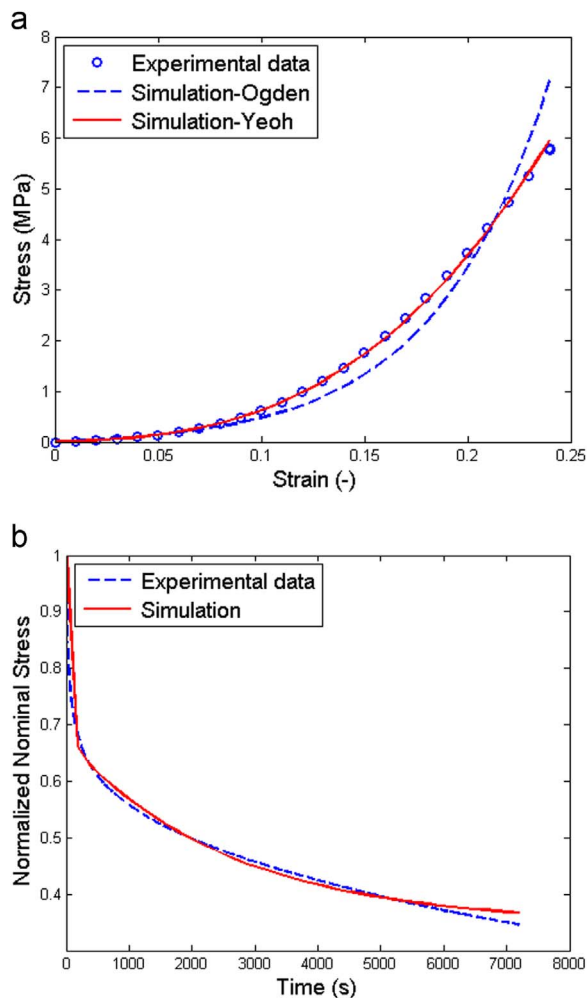 a
8
7
6
5
4
3
2
1
0
Stress (MPa)
Experimental data
Simulation-Ogden
Simulation-Yeoh
0 0.05 0.1 0.15 0.2 0.25
Strain (-)
b
1
0.9
0.8
0.7
0.6
0.5
0.4
Normalized Nominal Stress
Experimental data
Simulation
0 1000 2000 3000 4000 5000 6000 7000 8000
Time (s)